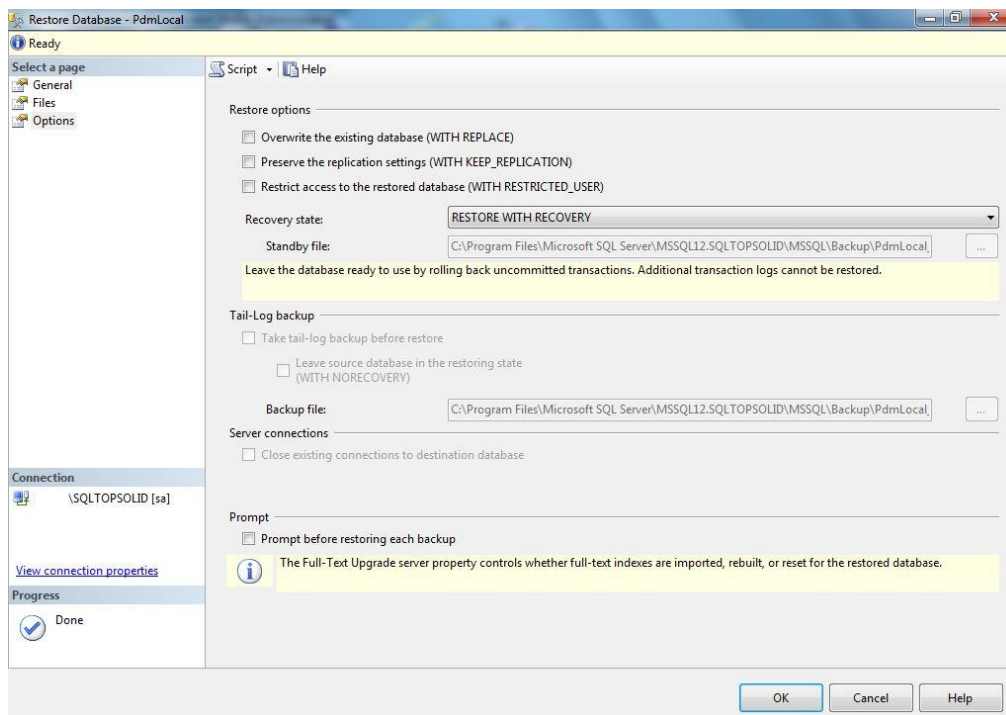 Restore Database - PdmLocal
Ready
Select a page
General
Files
Options
Script
Help
Restore options
Overwrite the existing database (WITH REPLACE)
Preserve the replication settings (WITH KEEP_REPLICATION)
Restrict access to the restored database (WITH RESTRICTED_USER)
Recovery state:
RESTORE WITH RECOVERY
Standby file:
C:\Program Files\Microsoft SQL Server\MSSQL12.SQLTOPSOLID\MSSQL\Backup\PdmLocal_
...
Leave the database ready to use by rolling back uncommitted transactions. Additional transaction logs cannot be restored.
Tail-Log backup
Take tail-log backup before restore
Leave source database in the restoring state
(WITH NORECOVERY)
Backup file:
C:\Program Files\Microsoft SQL Server\MSSQL12.SQLTOPSOLID\MSSQL\Backup\PdmLocal_
...
Server connections
Close existing connections to destination database
Connection
\SQLTOPSOLID [sa]
View connection properties
Progress
Done
Prompt
Prompt before restoring each backup
The Full-Text Upgrade server property controls whether full-text indexes are imported, rebuilt, or reset for the restored database.
OK
Cancel
Help